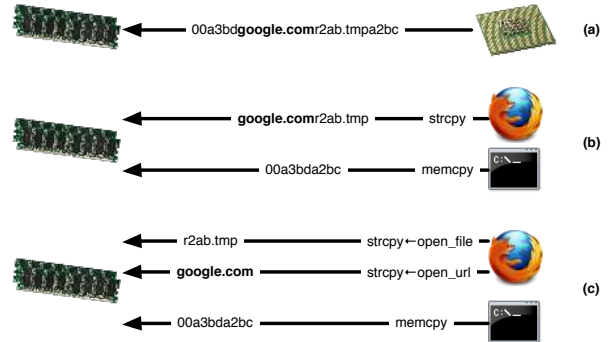 00a3bdgoogle.comr2ab.tmpa2bc (a)
google.comr2ab.tmp strcpy
(b)
00a3bda2bc memcpy C:\_
r2ab.tmp strcpy←open_file
google.com strcpy←open_url
(c)
00a3bda2bc memcpy C:\_